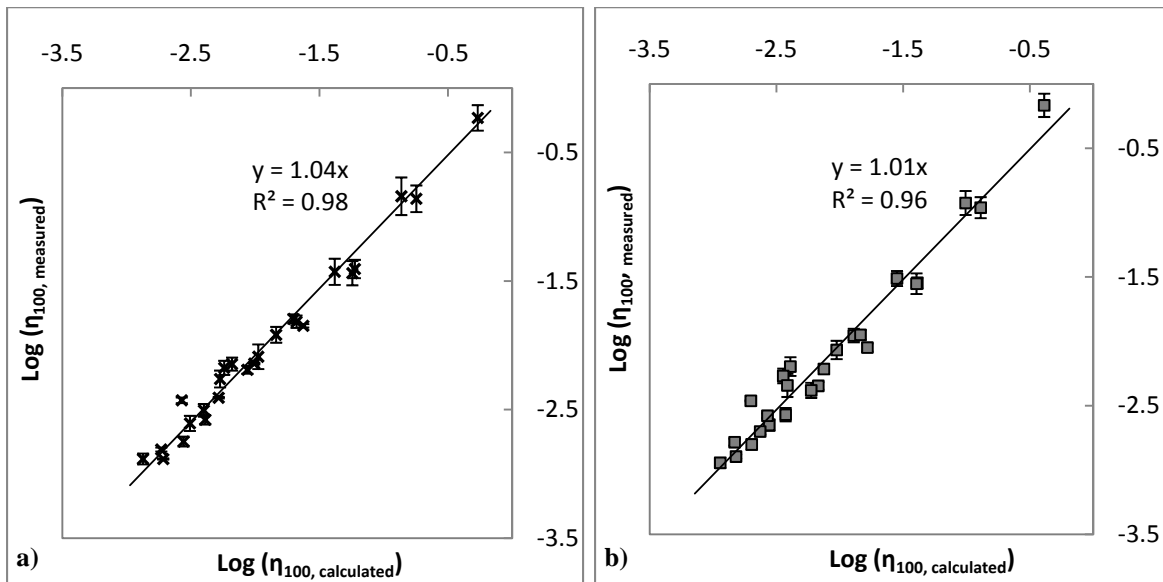 -3.5 -2.5 -1.5 -0.5
-0.5
-1.5
-2.5
-3.5
y = 1.04x
R² = 0.98
Log (η100, measured)
Log (η100, calculated)
a)
-3.5 -2.5 -1.5 -0.5
-0.5
-1.5
-2.5
-3.5
y = 1.01x
R² = 0.96
Log (η100, measured)
Log (η100, calculated)
b)